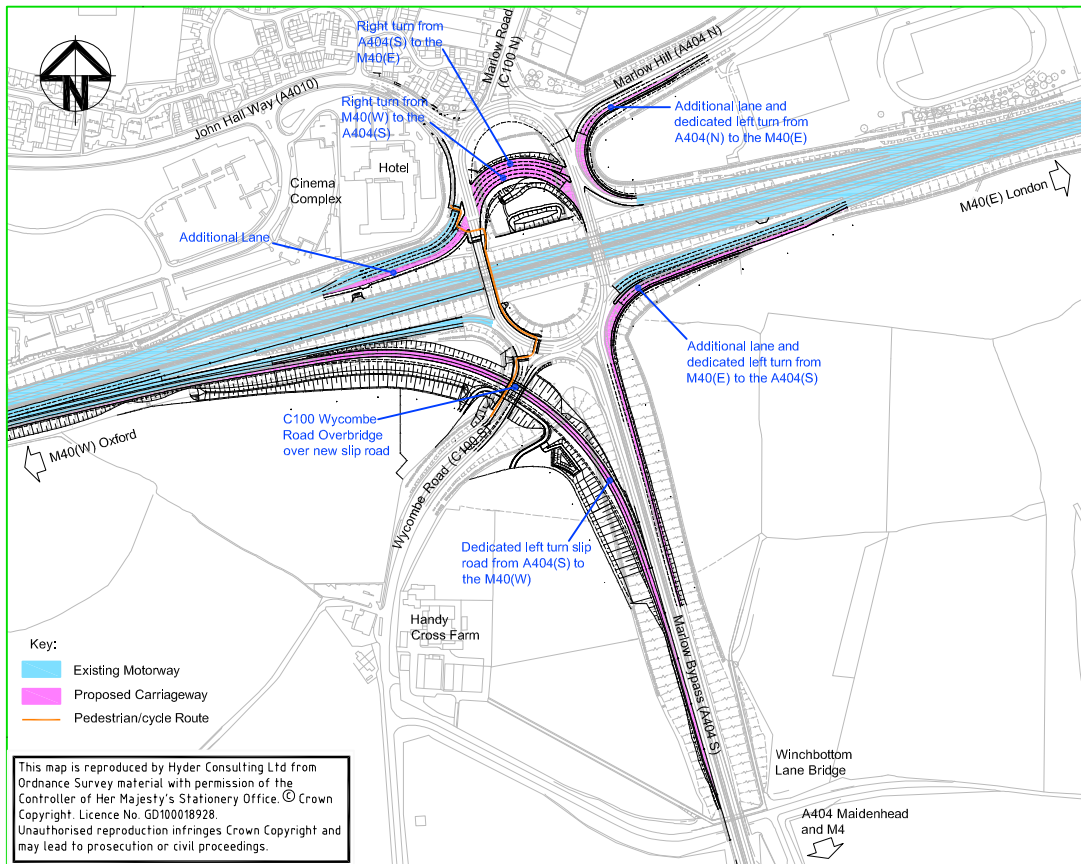 Right turn from
A404(S) to the
M40(E)
Marlow Road
(C100 N)
Marlow Hill (A404 N)
N
John Hall Way (A4010)
Right turn from
M40(W) to the
A404(S)
Additional lane and
dedicated left turn from
A404(N) to the M40(E)
Hotel
Cinema
Complex
M40(E) London
Additional Lane
Additional lane and
dedicated left turn from
M40(E) to the A404(S)
C100 Wycombe
Road Overbridge
over new slip road
M40(W) Oxford
Wycombe Road (C100 S)
Dedicated left turn slip
road from A404(S) to
the M40(W)
Handy
Cross Farm
Marlow Bypass (A404 S)
Key:
Existing Motorway
Proposed Carriageway
Pedestrian/cycle Route
Winchbottom
Lane Bridge
A404 Maidenhead
and M4
This map is reproduced by Hyder Consulting Ltd from
Ordnance Survey material with permission of the
Controller of Her Majesty's Stationery Office. © Crown
Copyright. Licence No. GD100018928.
Unauthorised reproduction infringes Crown Copyright and
may lead to prosecution or civil proceedings.